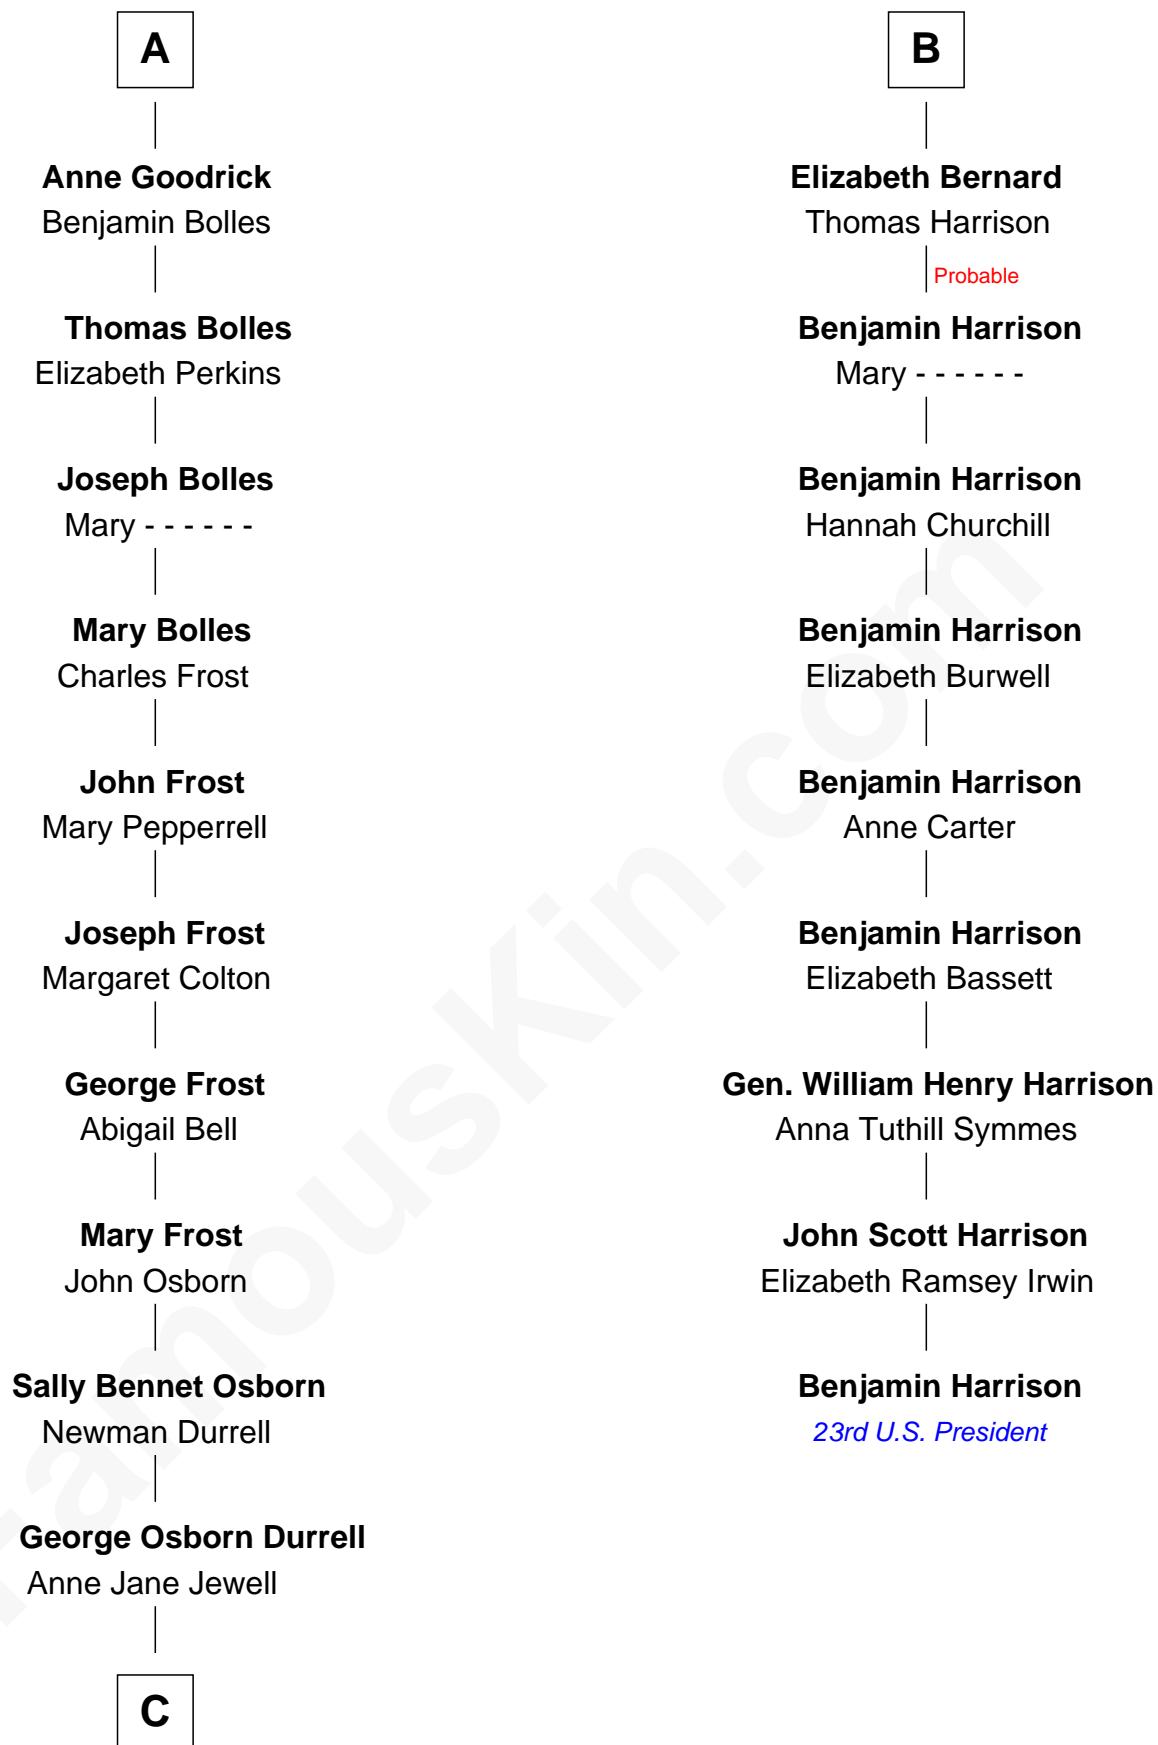 A
Anne Goodrick
Benjamin Bolles
Thomas Bolles
Elizabeth Perkins
Joseph Bolles
Mary - - - - - -
Mary Bolles
Charles Frost
John Frost
Mary Pepperrell
Joseph Frost
Margaret Colton
George Frost
Abigail Bell
Mary Frost
John Osborn
Sally Bennet Osborn
Newman Durrell
George Osborn Durrell
Anne Jane Jewell
C
B
Elizabeth Bernard
Thomas Harrison
Probable
Benjamin Harrison
Mary - - - - - -
Benjamin Harrison
Hannah Churchill
Benjamin Harrison
Elizabeth Burwell
Benjamin Harrison
Anne Carter
Benjamin Harrison
Elizabeth Bassett
Gen. William Henry Harrison
Anna Tuthill Symmes
John Scott Harrison
Elizabeth Ramsey Irwin
Benjamin Harrison
23rd U.S. President
FamousKin.com